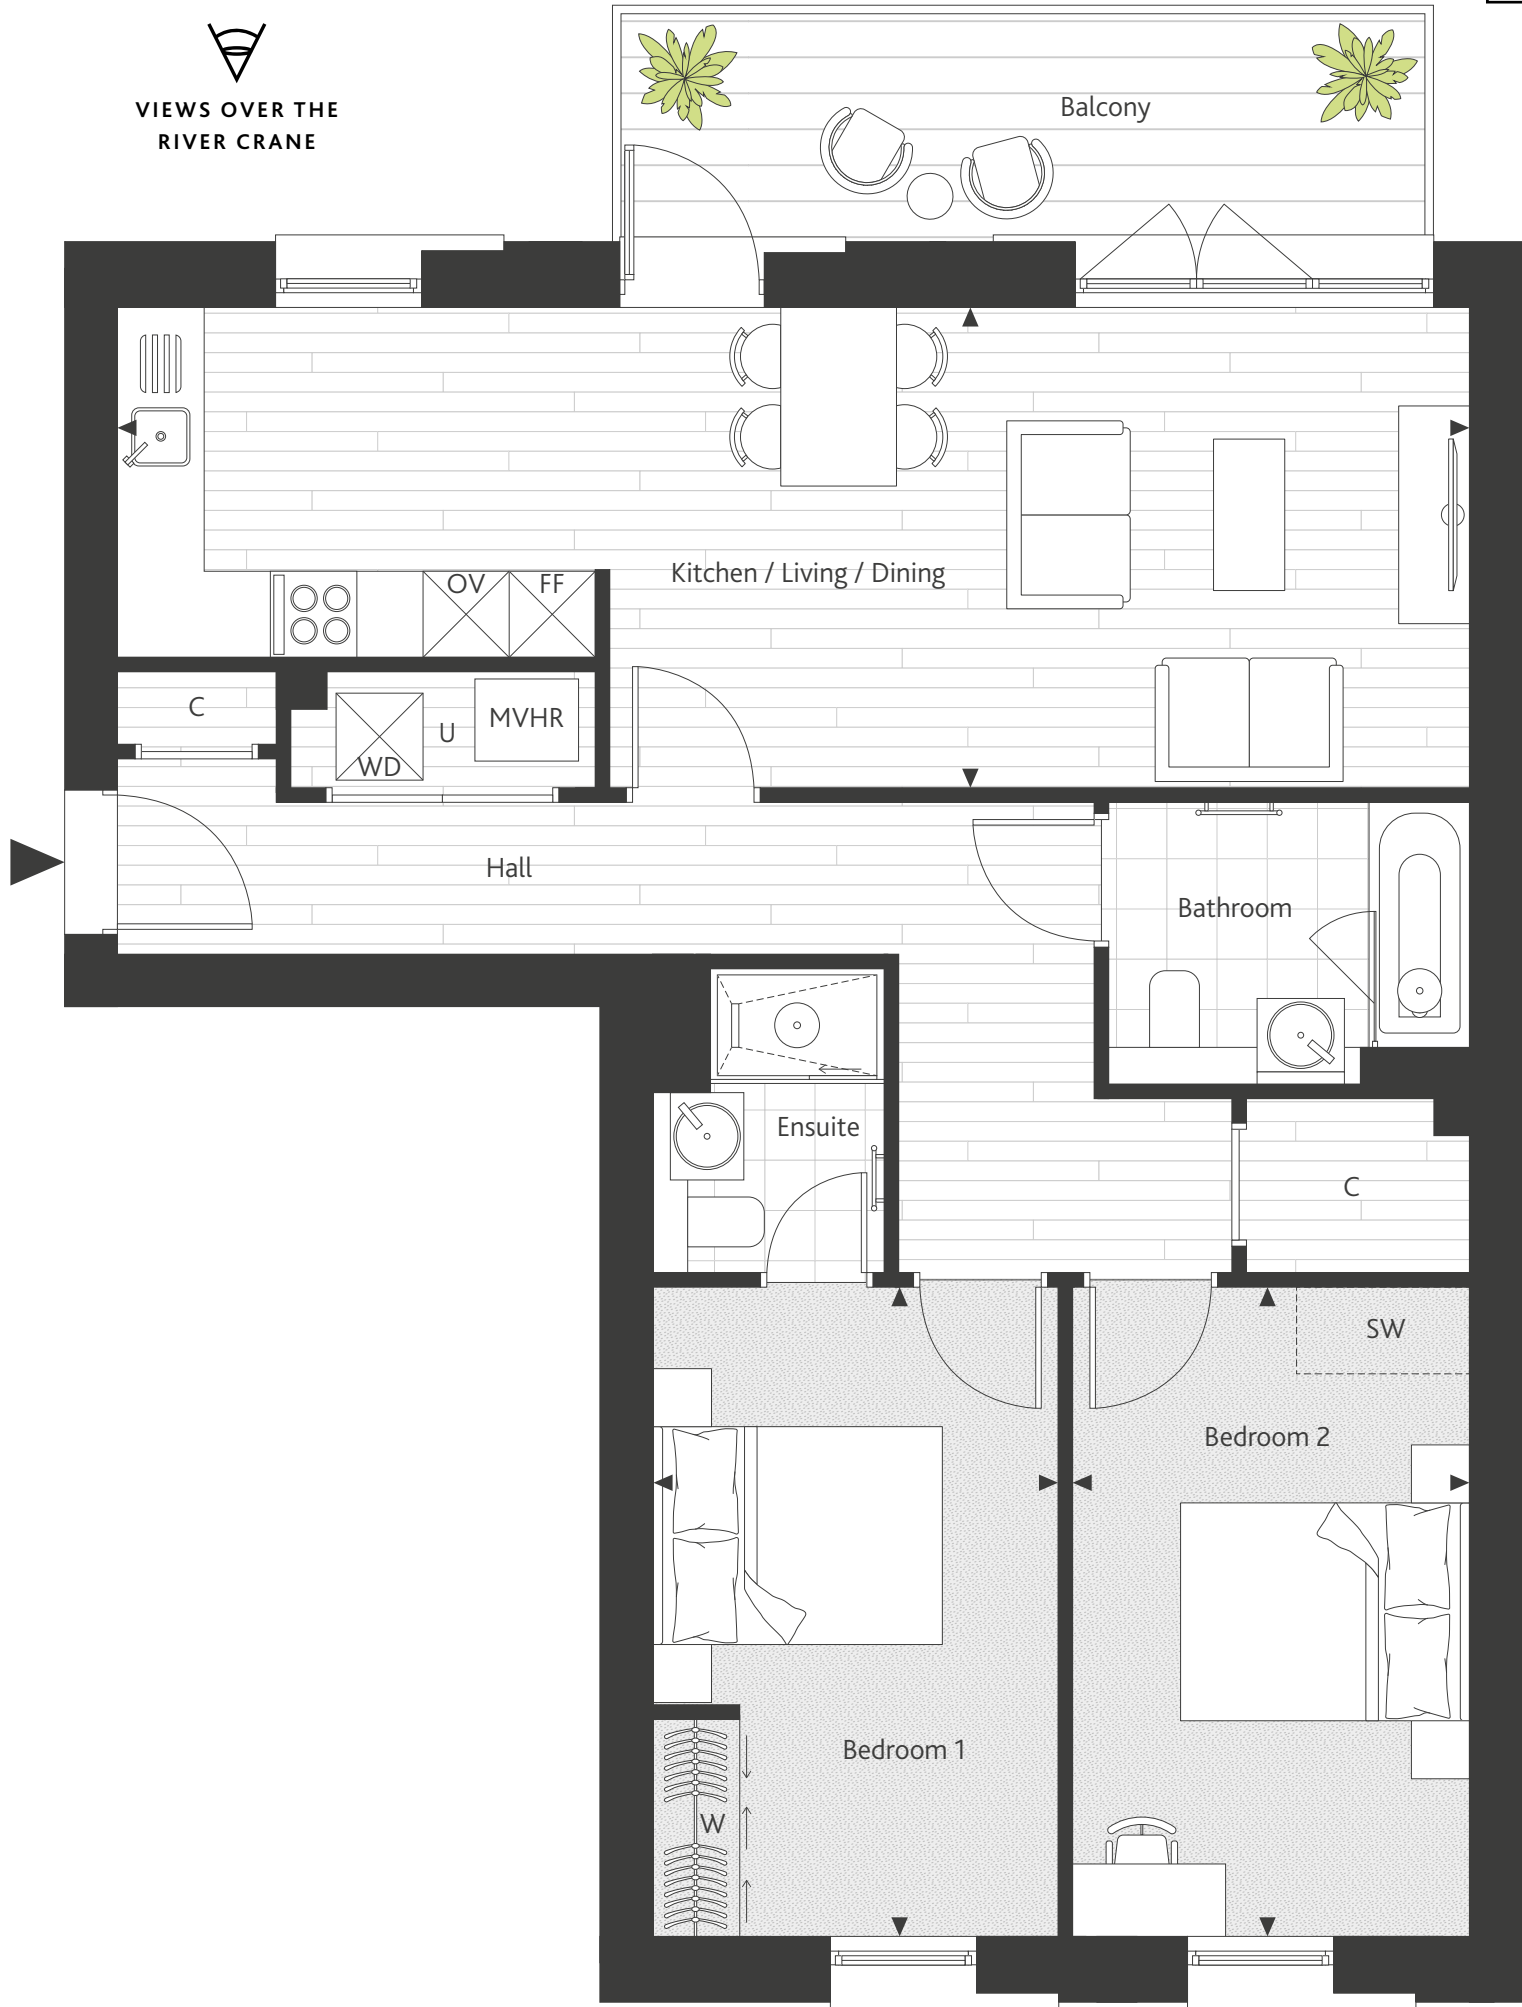 VIEWS OVER THE
RIVER CRANE
Balcony
OV
FF
Kitchen / Living / Dining
C
U
MVHR
WD
Hall
Bathroom
Ensuite
C
SW
Bedroom 2
Bedroom 1
W